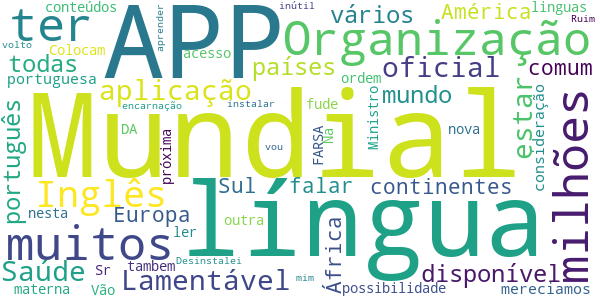 inútil conteúdos volto aprender ter APP vários América linguas Ruim
Colocam acesso Organização
todas portuguesa aplicação países oficial comum
ordem mundo estar milhões
Mundial
português encarnação instalar fude Ministro consideração
DA próxima vou FARSA Na nova
Inglês Sul falar continentes
nesta Europa outra língua
muitos ler África
Saúde Sr tambem Desinstalei mim disponível
materna Vão Lamentável possibilidade mereciamos